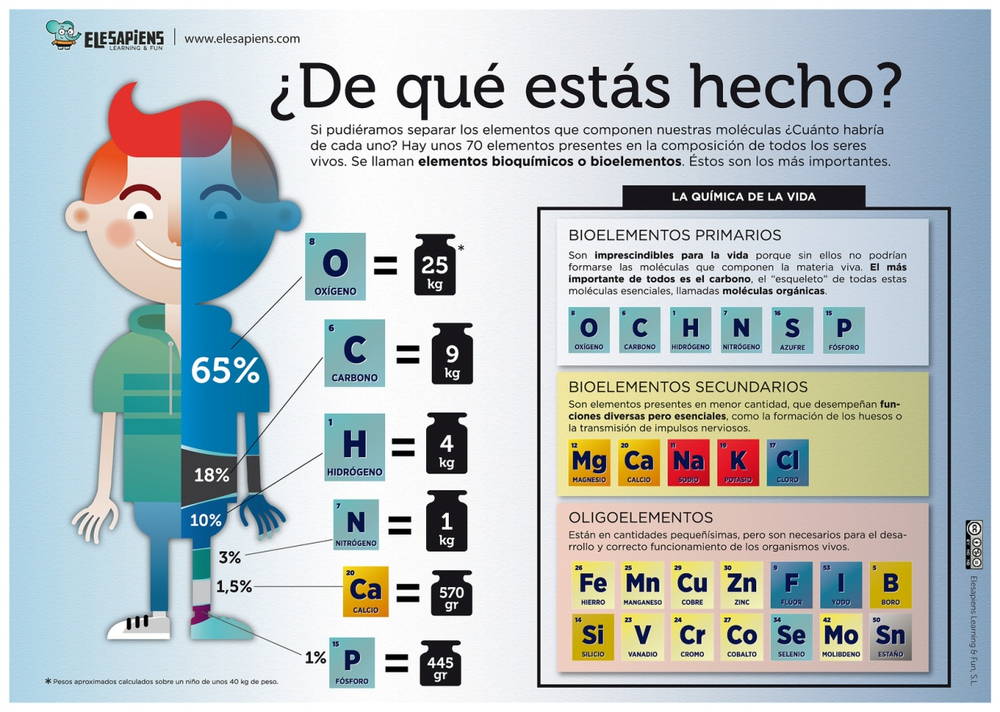 ELESAPiENS
LEARNING & FUN
www.elesapiens.com
¿De qué estás hecho?
Si pudiéramos separar los elementos que componen nuestras moléculas ¿Cuánto habría
de cada uno? Hay unos 70 elementos presentes en la composición de todos los seres
vivos. Se llaman elementos bioquímicos o bioelementos. Éstos son los más importantes.
65%
18%
10%
3%
1,5%
1%
8
O
OXÍGENO
=
25
kg
*
6
C
CARBONO
=
9
kg
1
H
HIDRÓGENO
=
4
kg
7
N
NITRÓGENO
=
1
kg
20
Ca
CALCIO
=
570
gr
15
P
FÓSFORO
=
445
gr
* Pesos aproximados calculados sobre un niño de unos 40 kg de peso.
LA QUÍMICA DE LA VIDA
BIOELEMENTOS PRIMARIOS
Son imprescindibles para la vida porque sin ellos no podrían
formarse las moléculas que componen la materia viva. El más
importante de todos es el carbono, el “esqueleto” de todas estas
moléculas esenciales, llamadas moléculas orgánicas.
8 6 1 7 16 15
O C H N S P
OXÍGENO CARBONO HIDRÓGENO NITRÓGENO AZUFRE FÓSFORO
BIOELEMENTOS SECUNDARIOS
Son elementos presentes en menor cantidad, que desempeñan fun-
ciones diversas pero esenciales, como la formación de los huesos o
la transmisión de impulsos nerviosos.
12 20 11 19 17
Mg Ca Na K Cl
MAGNESIO CALCIO SODIO POTASIO CLORO
OLIGOELEMENTOS
Están en cantidades pequeñísimas, pero son necesarios para el desa-
rrollo y correcto funcionamiento de los organismos vivos.
26 25 29 30 9 53 5
Fe Mn Cu Zn F I B
HIERRO MANGANESO COBRE ZINC FLÚOR YODO BORO
14 23 24 27 34 42 50
Si V Cr Co Se Mo Sn
SILICIO VANADIO CROMO COBALTO SELENIO MOLIBDENO ESTAÑO
cc
BY NC ND
Elesapiens Learning & Fun, S.L.